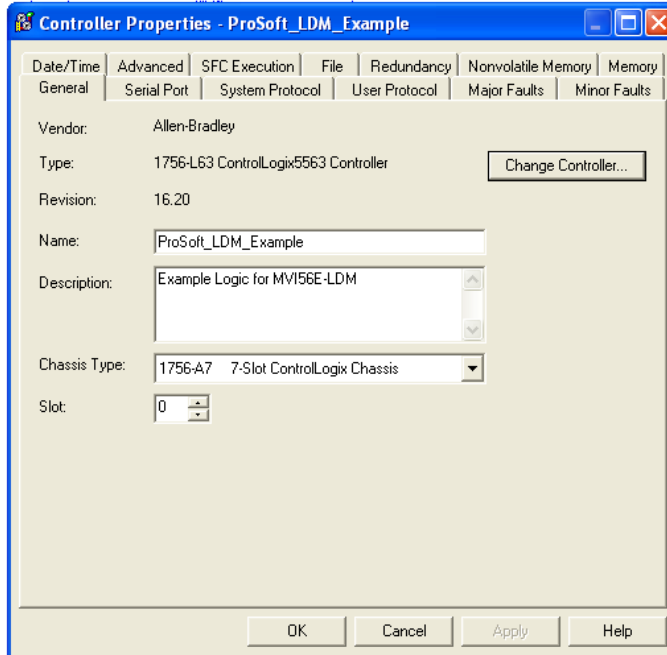 Controller Properties - ProSoft_LDM_Example
Date/Time Advanced SFC Execution File Redundancy Nonvolatile Memory Memory
General Serial Port System Protocol User Protocol Major Faults Minor Faults
Vendor: Allen-Bradley
Type: 1756-L63 ControlLogix5563 Controller Change Controller...
Revision: 16.20
Name: ProSoft_LDM_Example
Description: Example Logic for MVI56E-LDM
Chassis Type: 1756-A7 7-Slot ControlLogix Chassis
Slot: 0
OK Cancel Apply Help